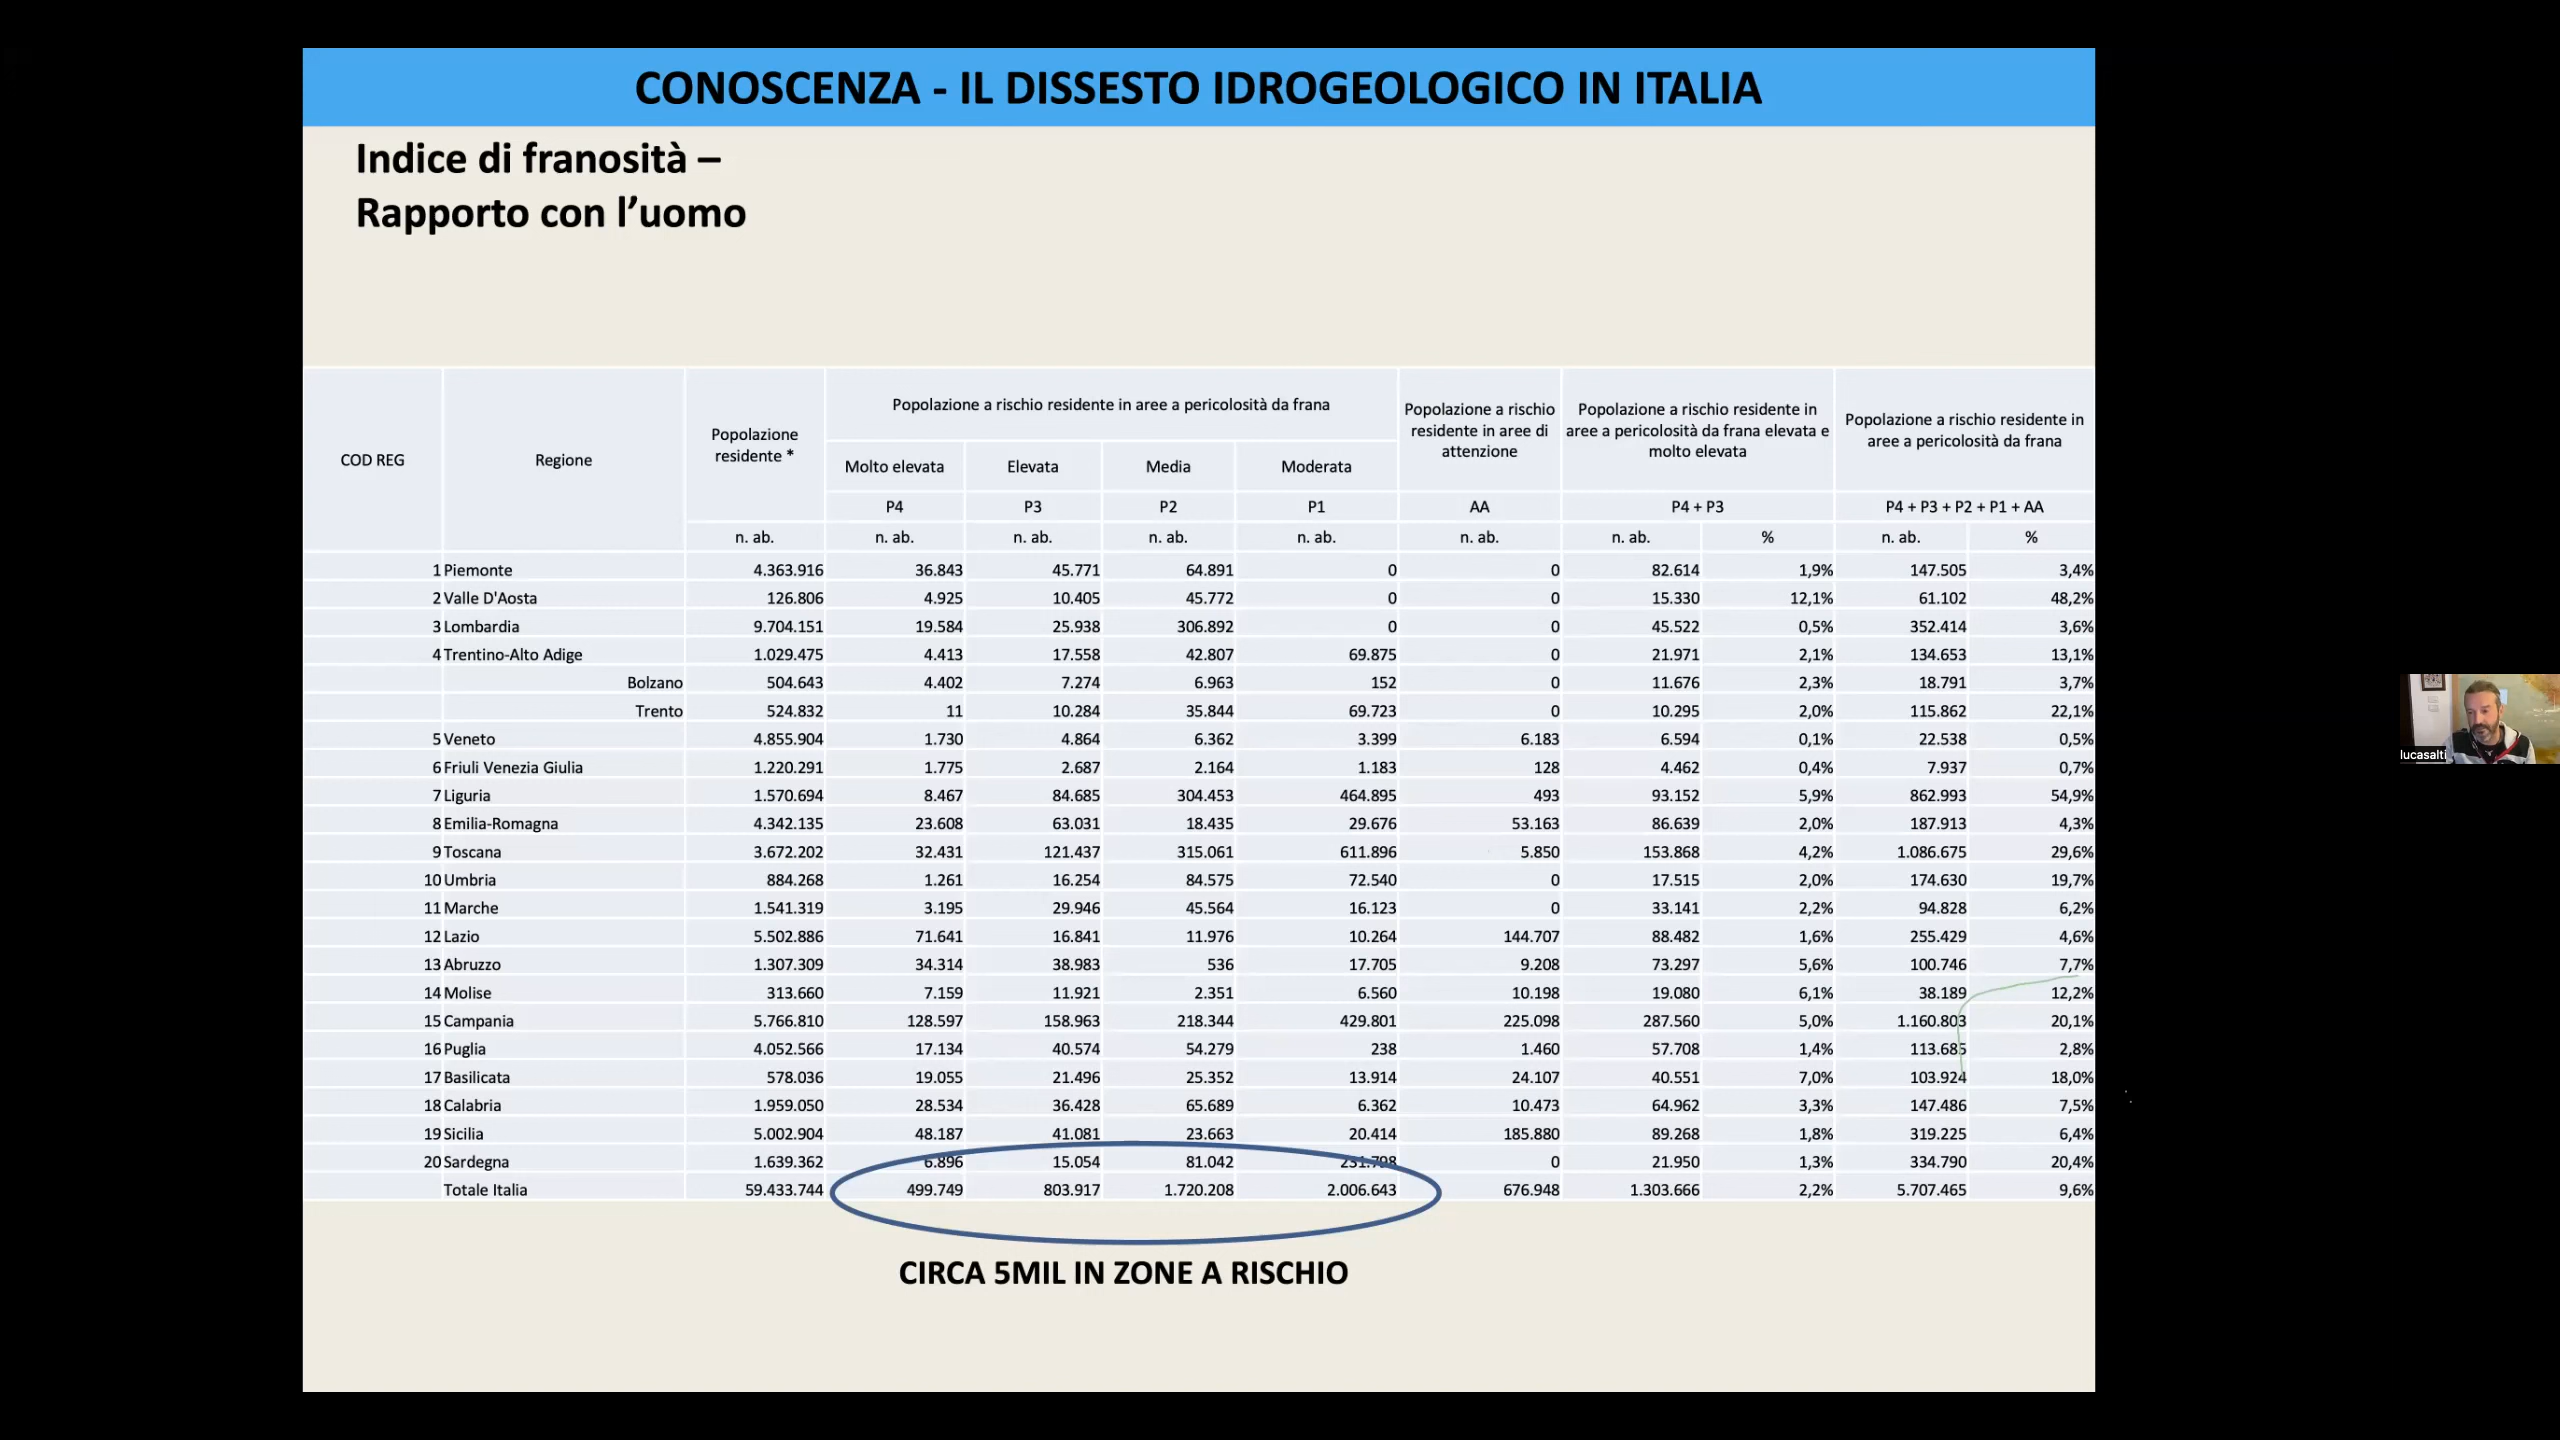 CONOSCENZA - IL DISSESTO IDROGEOLOGICO IN ITALIA
Indice di franosità –
Rapporto con l’uomo
COD REG Regione Popolazione residente * Popolazione a rischio residente in aree a pericolosità da frana Popolazione a rischio residente in aree di attenzione Popolazione a rischio residente in aree a pericolosità da frana elevata e molto elevata Popolazione a rischio residente in aree a pericolosità da frana
Molto elevata Elevata Media Moderata
P4 P3 P2 P1 AA P4 + P3 P4 + P3 + P2 + P1 + AA
n. ab. n. ab. n. ab. n. ab. n. ab. n. ab. n. ab. % n. ab. %
1 Piemonte 4.363.916 36.843 45.771 64.891 0 0 82.614 1,9% 147.505 3,4%
2 Valle D'Aosta 126.806 4.925 10.405 45.772 0 0 15.330 12,1% 61.102 48,2%
3 Lombardia 9.704.151 19.584 25.938 306.892 0 0 45.522 0,5% 352.414 3,6%
4 Trentino-Alto Adige 1.029.475 4.413 17.558 42.807 69.875 0 21.971 2,1% 134.653 13,1%
Bolzano 504.643 4.402 7.274 6.963 152 0 11.676 2,3% 18.791 3,7%
Trento 524.832 11 10.284 35.844 69.723 0 10.295 2,0% 115.862 22,1%
5 Veneto 4.855.904 1.730 4.864 6.362 3.399 6.183 6.594 0,1% 22.538 0,5%
6 Friuli Venezia Giulia 1.220.291 1.775 2.687 2.164 1.183 128 4.462 0,4% 7.937 0,7%
7 Liguria 1.570.694 8.467 84.685 304.453 464.895 493 93.152 5,9% 862.993 54,9%
8 Emilia-Romagna 4.342.135 23.608 63.031 18.435 29.676 53.163 86.639 2,0% 187.913 4,3%
9 Toscana 3.672.202 32.431 121.437 315.061 611.896 5.850 153.868 4,2% 1.086.675 29,6%
10 Umbria 884.268 1.261 16.254 84.575 72.540 0 17.515 2,0% 174.630 19,7%
11 Marche 1.541.319 3.195 29.946 45.564 16.123 0 33.141 2,2% 94.828 6,2%
12 Lazio 5.502.886 71.641 16.841 11.976 10.264 144.707 88.482 1,6% 255.429 4,6%
13 Abruzzo 1.307.309 34.314 38.983 536 17.705 9.208 73.297 5,6% 100.746 7,7%
14 Molise 313.660 7.159 11.921 2.351 6.560 10.198 19.080 6,1% 38.189 12,2%
15 Campania 5.766.810 128.597 158.963 218.344 429.801 225.098 287.560 5,0% 1.160.803 20,1%
16 Puglia 4.052.566 17.134 40.574 54.279 238 1.460 57.708 1,4% 113.685 2,8%
17 Basilicata 578.036 19.055 21.496 25.352 13.914 24.107 40.551 7,0% 103.924 18,0%
18 Calabria 1.959.050 28.534 36.428 65.689 6.362 10.473 64.962 3,3% 147.486 7,5%
19 Sicilia 5.002.904 48.187 41.081 23.663 20.414 185.880 89.268 1,8% 319.225 6,4%
20 Sardegna 1.639.362 6.896 15.054 81.042 231.798 0 21.950 1,3% 334.790 20,4%
Totale Italia 59.433.744 499.749 803.917 1.720.208 2.006.643 676.948 1.303.666 2,2% 5.707.465 9,6%
CIRCA 5MIL IN ZONE A RISCHIO
lucasalti